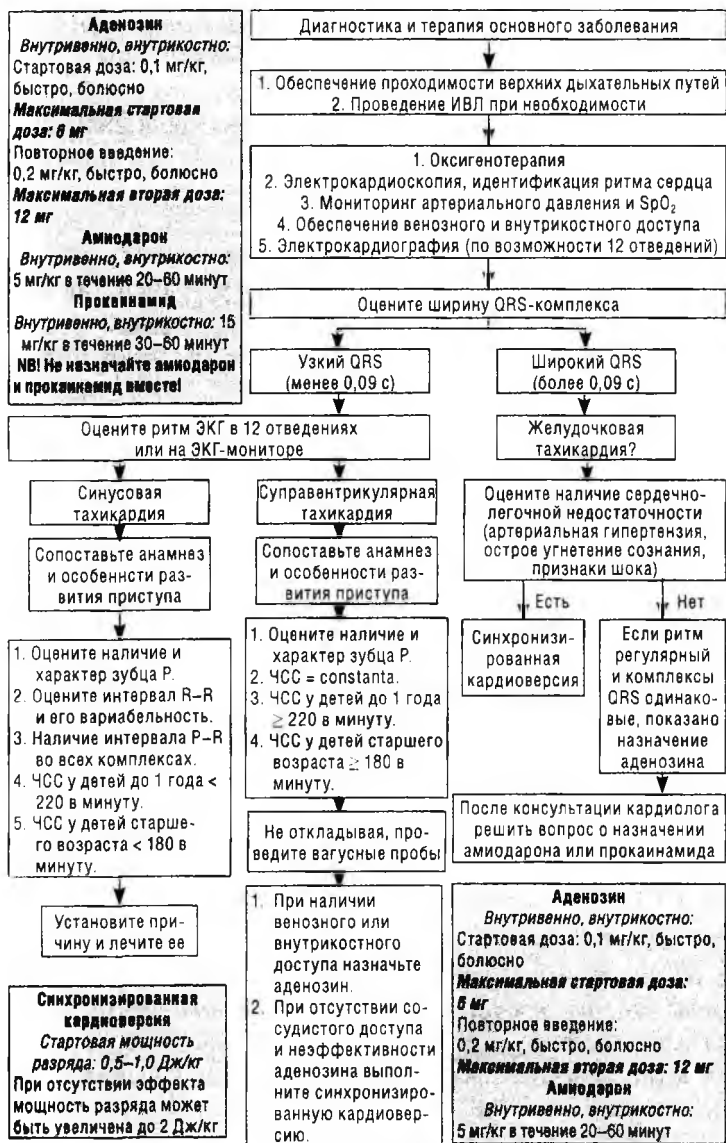 Аденозин
Внутривенно, внутрикостно:
Стартовая доза: 0,1 мг/кг,
быстро, болюсно
Максимальная стартовая
доза: 6 мг
Повторное введение:
0,2 мг/кг, быстро, болюсно
Максимальная вторая доза:
12 мг
Амиодарон
Внутривенно, внутрикостно:
5 мг/кг в течение 20–60 минут
Прокаинамид
Внутривенно, внутрикостно: 15
мг/кг в течение 30–60 минут
NB! Не назначайте амиодарон
и прокаинамид вместе!
Диагностика и терапия основного заболевания
1. Обеспечение проходимости верхних дыхательных путей
2. Проведение ИВЛ при необходимости
1. Оксигенотерапия
2. Электрокардиоскопия, идентификация ритма сердца
3. Мониторинг артериального давления и SpO₂
4. Обеспечение венозного и внутрикостного доступа
5. Электрокардиография (по возможности 12 отведений)
Оцените ширину QRS-комплекса
Узкий QRS
(менее 0,09 с)
Широкий QRS
(более 0,09 с)
Оцените ритм ЭКГ в 12 отведениях
или на ЭКГ-мониторе
Желудочковая
тахикардия?
Синусовая
тахикардия
Сопоставьте анамнез
и особеннсти раз-
вития приступа
1. Оцените наличие и
характер зубца P.
2. Оцените интервал R–R
и его вариабельность.
3. Наличие интервала P–R
во всех комплексах.
4. ЧСС у детей до 1 года <
220 в минуту.
5. ЧСС у детей старше-
го возраста < 180 в
минуту.
Установите при-
чину и лечите ее
Суправентрикулярная
тахикардия
Сопоставьте анамнез
и особенности раз-
вития приступа
1. Оцените наличие и
характер зубца P.
2. ЧСС = constanta.
3. ЧСС у детей до 1 года
≥ 220 в минуту.
4. ЧСС у детей старшего
возраста ≥ 180 в
минуту.
Не откладывая, про-
ведите вагусные пробы
1. При наличии
венозного или
внутрикостного
доступа назначьте
аденозин.
2. При отсутствии со-
судистого доступа
и неэффективности
аденозина выпол-
ните синхронизиро-
ванную кардиовер-
сию.
Оцените наличие сердечно-
легочной недостаточности
(артериальная гипертензия,
острое угнетение сознания,
признаки шока)
Есть
Нет
Синхронизи-
рованная
кардиоверсия
Если ритм
регулярный
и комплексы
QRS одинако-
вые, показано
назначение
аденозина
После консультации кардиолога
решить вопрос о назначении
амиодарона или прокаинамида
Синхронизированная
кардиоверсия
Стартовая мощность
разряда: 0,5–1,0 Дж/кг
При отсутствии эффекта
мощность разряда может
быть увеличена до 2 Дж/кг
Аденозин
Внутривенно, внутрикостно:
Стартовая доза: 0,1 мг/кг, быстро,
болюсно
Максимальная стартовая доза:
6 мг
Повторное введение:
0,2 мг/кг, быстро, болюсно
Максимальная вторая доза: 12 мг
Амиодарон
Внутривенно, внутрикостно:
5 мг/кг в течение 20–60 минут